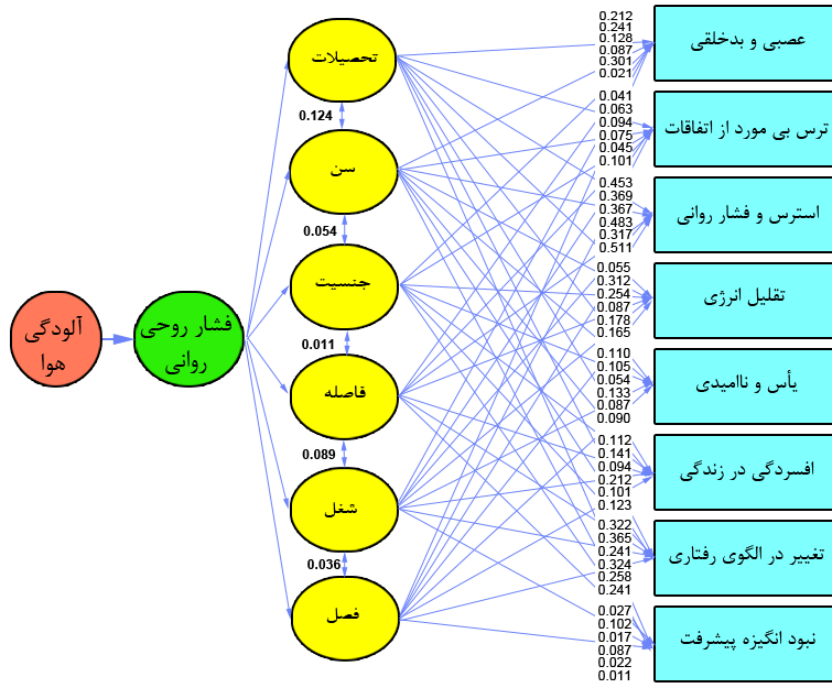 آلودگی
هوا
فشار روحی
روانی
تحصیلات
0.124
سن
0.054
جنسیت
0.011
فاصله
0.089
شغل
0.036
فصل
0.212
0.241
0.128
0.087
0.301
0.021
عصبی و بدخلقی
0.041
0.063
0.094
0.075
0.045
0.101
ترس بی مورد از اتفاقات
0.453
0.369
0.367
0.483
0.317
0.511
استرس و فشار روانی
0.055
0.312
0.254
0.087
0.178
0.165
تقلیل انرژی
0.110
0.105
0.054
0.133
0.087
0.090
یأس و ناامیدی
0.112
0.141
0.094
0.212
0.101
0.123
افسردگی در زندگی
0.322
0.365
0.241
0.324
0.258
0.241
تغییر در الگوی رفتاری
0.027
0.102
0.017
0.087
0.022
0.011
نبود انگیزه پیشرفت